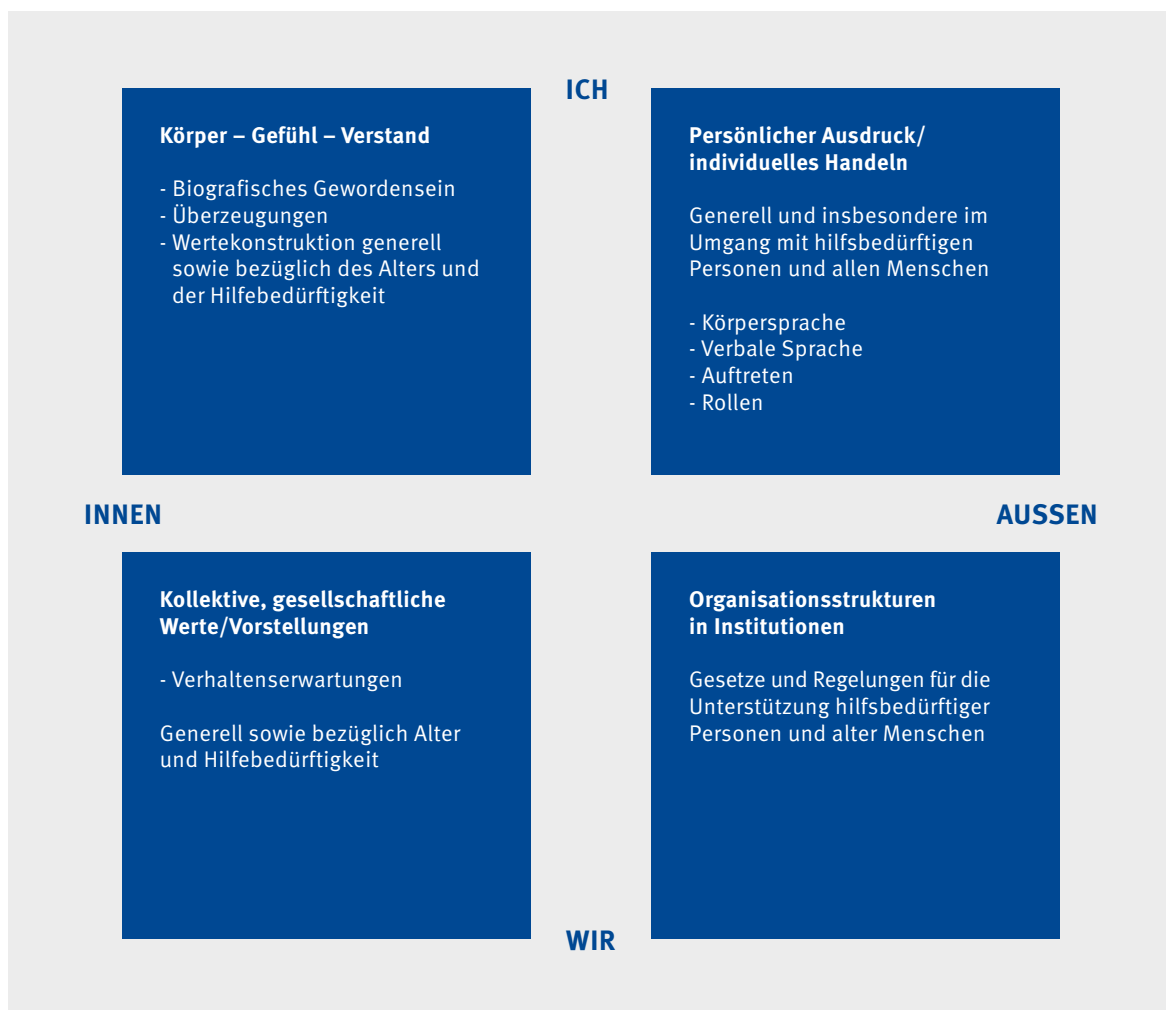 ICH
Körper – Gefühl – Verstand
- Biografisches Gewordensein
- Überzeugungen
- Wertekonstruktion generell
sowie bezüglich des Alters und
der Hilfebedürftigkeit
Persönlicher Ausdruck/
individuelles Handeln
Generell und insbesondere im
Umgang mit hilfsbedürftigen
Personen und allen Menschen
- Körpersprache
- Verbale Sprache
- Auftreten
- Rollen
INNEN
AUSSEN
Kollektive, gesellschaftliche
Werte/Vorstellungen
- Verhaltenserwartungen
Generell sowie bezüglich Alter
und Hilfebedürftigkeit
Organisationsstrukturen
in Institutionen
Gesetze und Regelungen für die
Unterstützung hilfsbedürftiger
Personen und alter Menschen
WIR